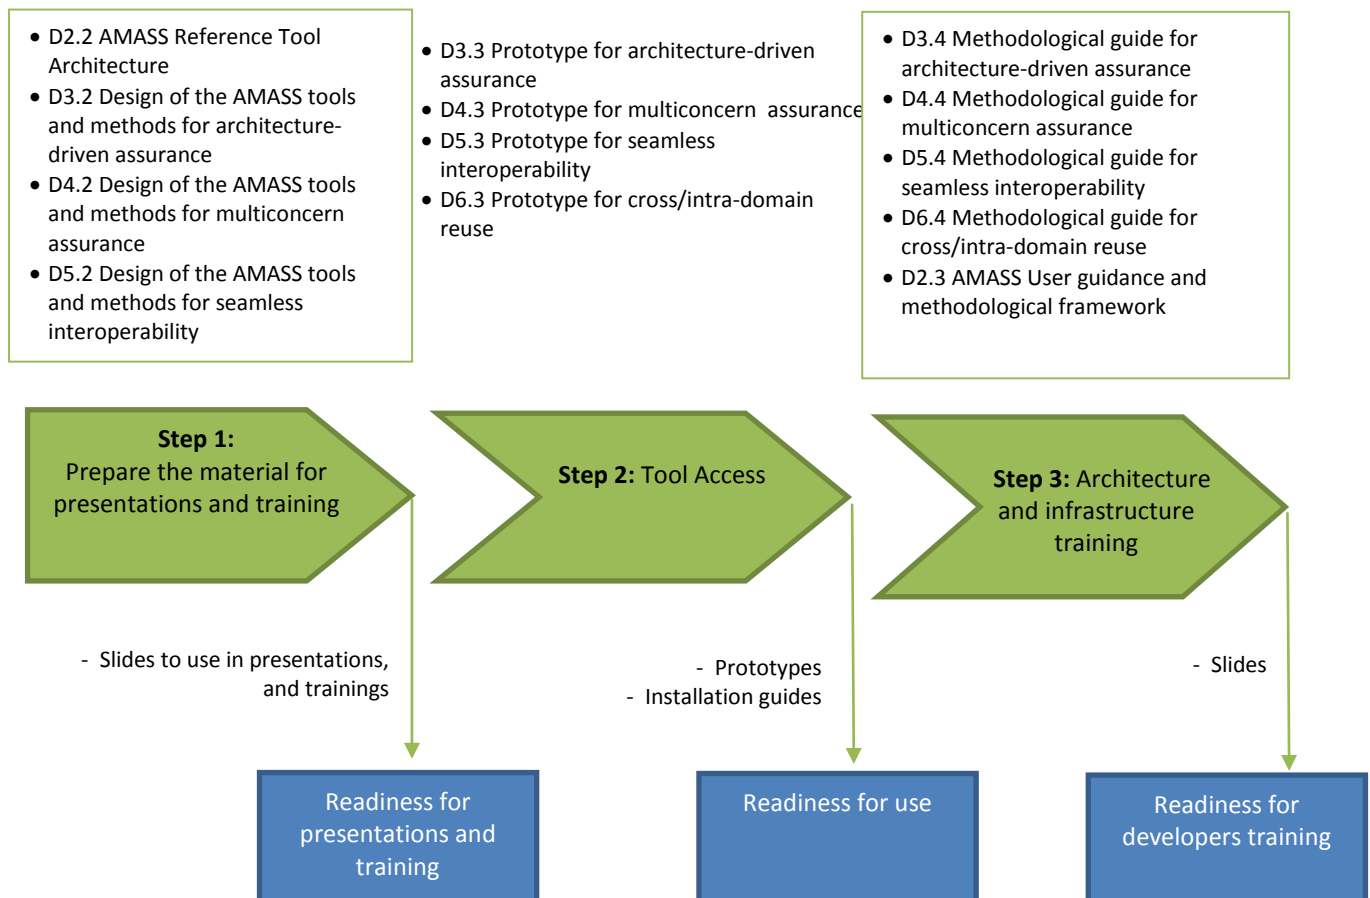 • D2.2 AMASS Reference Tool
Architecture
• D3.2 Design of the AMASS tools
and methods for architecture-
driven assurance
• D4.2 Design of the AMASS tools
and methods for multiconcern
assurance
• D5.2 Design of the AMASS tools
and methods for seamless
interoperability
• D3.3 Prototype for architecture-driven
assurance
• D4.3 Prototype for multiconcern assurance
• D5.3 Prototype for seamless
interoperability
• D6.3 Prototype for cross/intra-domain
reuse
• D3.4 Methodological guide for
architecture-driven assurance
• D4.4 Methodological guide for
multiconcern assurance
• D5.4 Methodological guide for
seamless interoperability
• D6.4 Methodological guide for
cross/intra-domain reuse
• D2.3 AMASS User guidance and
methodological framework
Step 1:
Prepare the material for
presentations and training
Step 2: Tool Access
Step 3: Architecture
and infrastructure
training
- Slides to use in presentations,
and trainings
- Prototypes
- Installation guides
- Slides
Readiness for
presentations and
training
Readiness for use
Readiness for
developers training